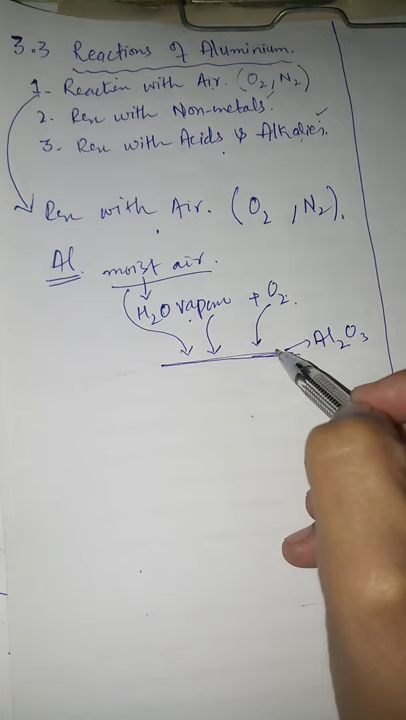 3.3 Reactions of Aluminium.
1- Reaction with Air. (O2, N2)
2. Rxn with Non-metals.
3- Rxn with Acids & Alkalies.
Rxn with Air. (O2, N2).
Al. moist air.
H2O vapour + O2.
Al2O3